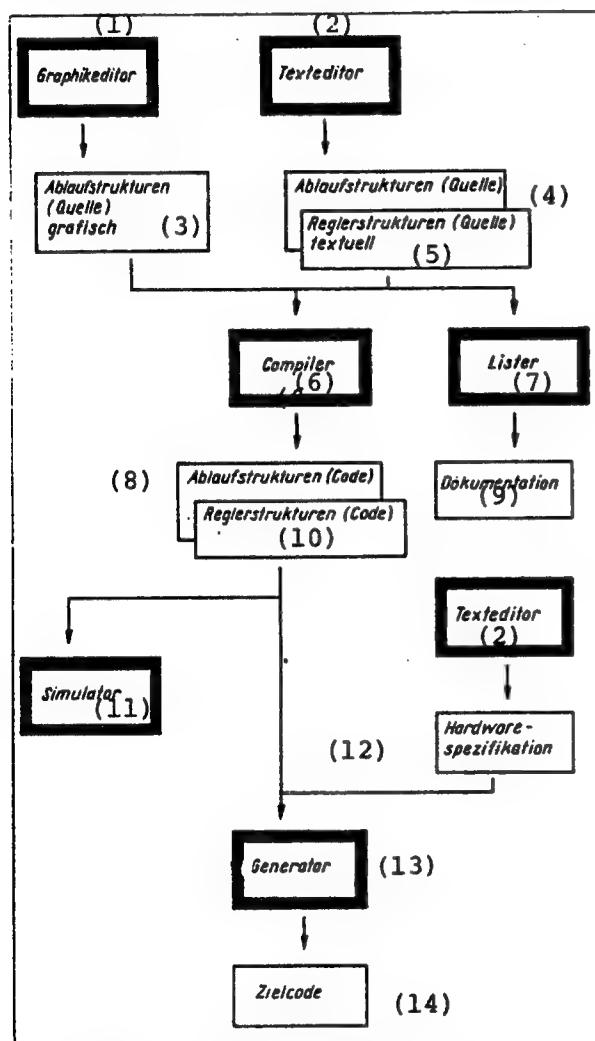 (1) (2)
Graphikeditor Texteditor
Ablaufstrukturen
(Quelle)
grafisch (3)
Ablaufstrukturen (Quelle) (4)
Reglerstrukturen (Quelle)
textuell (5)
Compiler
(6)
Lister
(7)
(8) Ablaufstrukturen (Code)
Reglerstrukturen (Code)
(10)
Dokumentation
(9)
Texteditor
(2)
Simulator
(11)
Hardware-
spezifikation
(12)
Generator (13)
Zielcode (14)